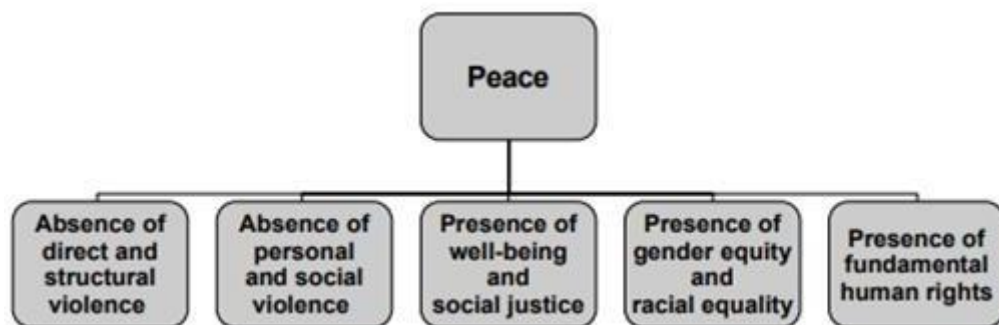 Peace
Absence of
direct and
structural
violence
Absence of
personal
and social
violence
Presence of
well-being
and
social justice
Presence of
gender equity
and
racial equality
Presence of
fundamental
human rights